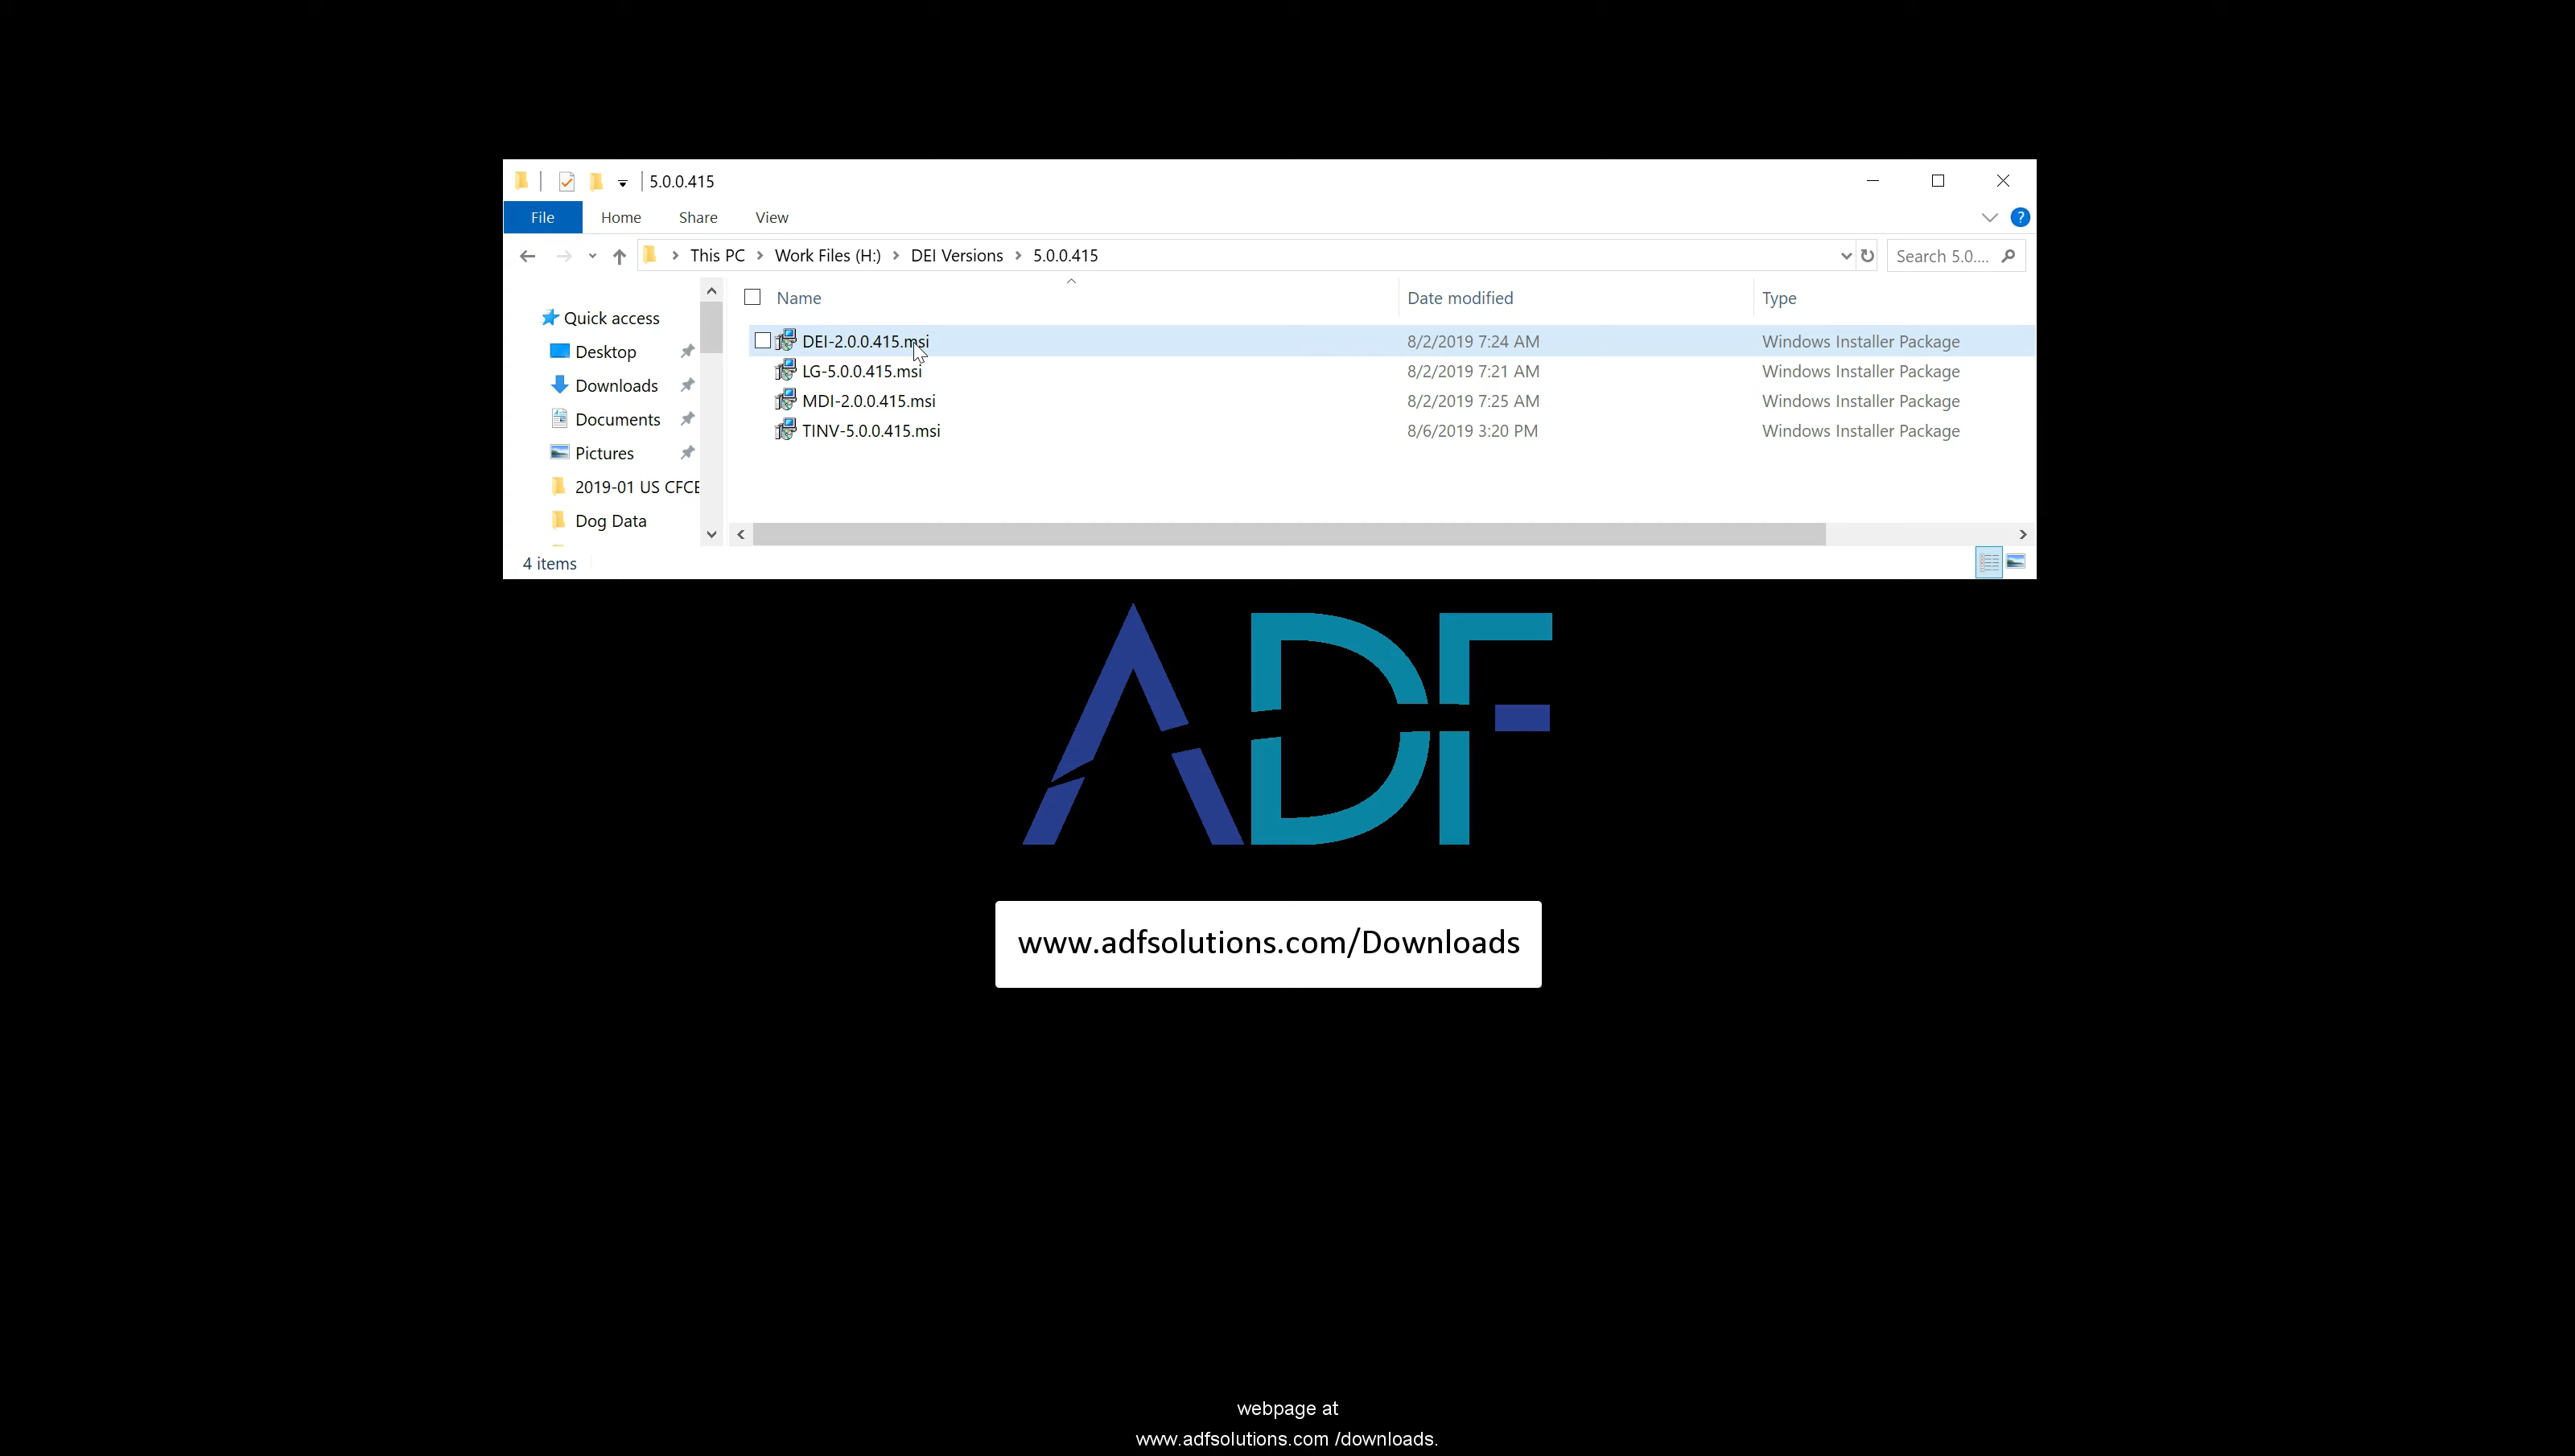 5.0.0.415
File Home Share View
This PC > Work Files (H:) > DEI Versions > 5.0.0.415
Search 5.0....
Name Date modified Type
Quick access
Desktop
Downloads
Documents
Pictures
2019-01 US CFCE
Dog Data
DEI-2.0.0.415.msi 8/2/2019 7:24 AM Windows Installer Package
LG-5.0.0.415.msi 8/2/2019 7:21 AM Windows Installer Package
MDI-2.0.0.415.msi 8/2/2019 7:25 AM Windows Installer Package
TINV-5.0.0.415.msi 8/6/2019 3:20 PM Windows Installer Package
4 items
ADF
www.adfsolutions.com/Downloads
webpage at
www.adfsolutions.com /downloads.